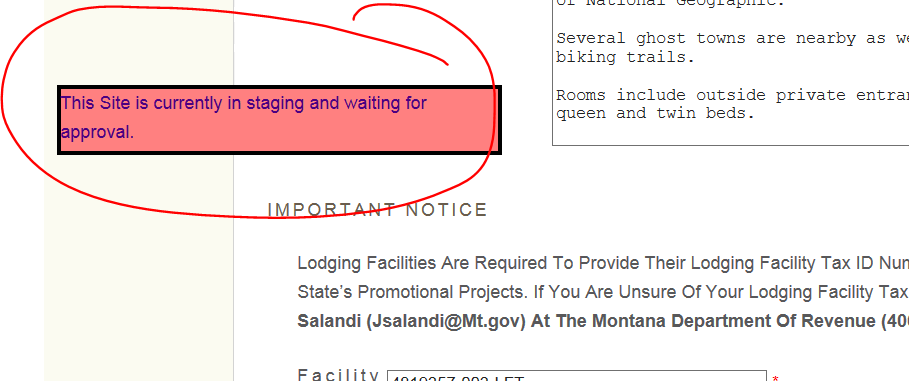 of National Geographic.
Several ghost towns are nearby as we
biking trails.
Rooms include outside private entran
queen and twin beds.
This Site is currently in staging and waiting for
approval.
IMPORTANT NOTICE
Lodging Facilities Are Required To Provide Their Lodging Facility Tax ID Num
State's Promotional Projects. If You Are Unsure Of Your Lodging Facility Tax
Salandi (Jsalandi@Mt.gov) At The Montana Department Of Revenue (40
Facility 4010357-002-LFT *